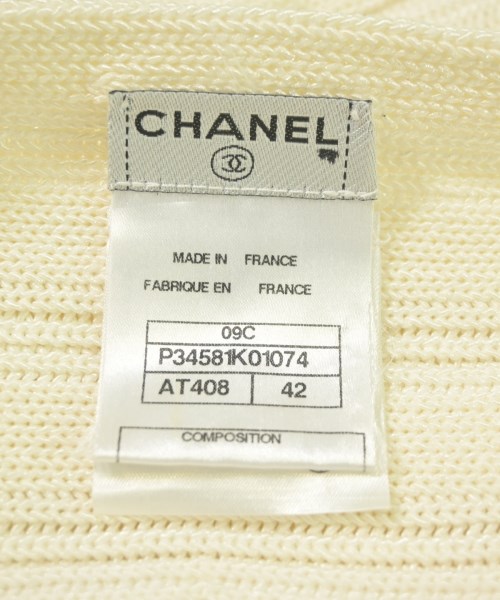 CHANEL
MADE IN FRANCE
FABRIQUE EN FRANCE
09C
P34581K01074
AT408 42
COMPOSITION